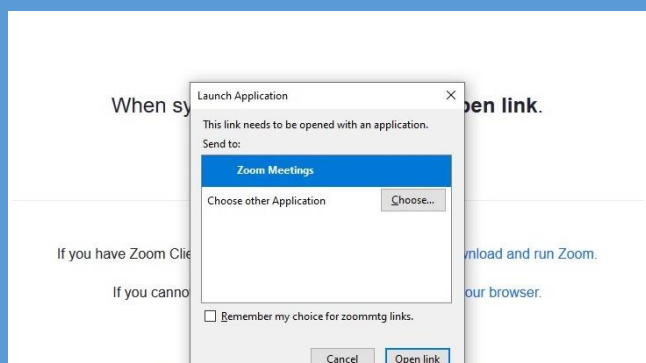 Launch Application
When sy
pen link.
This link needs to be opened with an application.
Send to:
Zoom Meetings
Choose other Application
Choose...
If you have Zoom Clie
wnload and run Zoom.
If you canno
our browser.
Remember my choice for zoommtg links.
Cancel
Open link